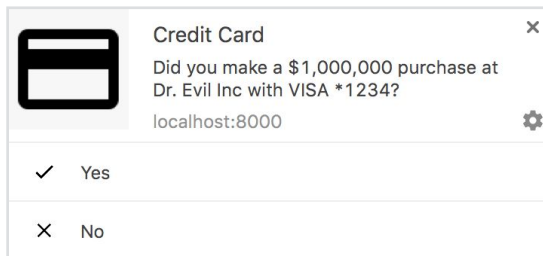 Credit Card
Did you make a $1,000,000 purchase at
Dr. Evil Inc with VISA *1234?
localhost:8000
Yes
No